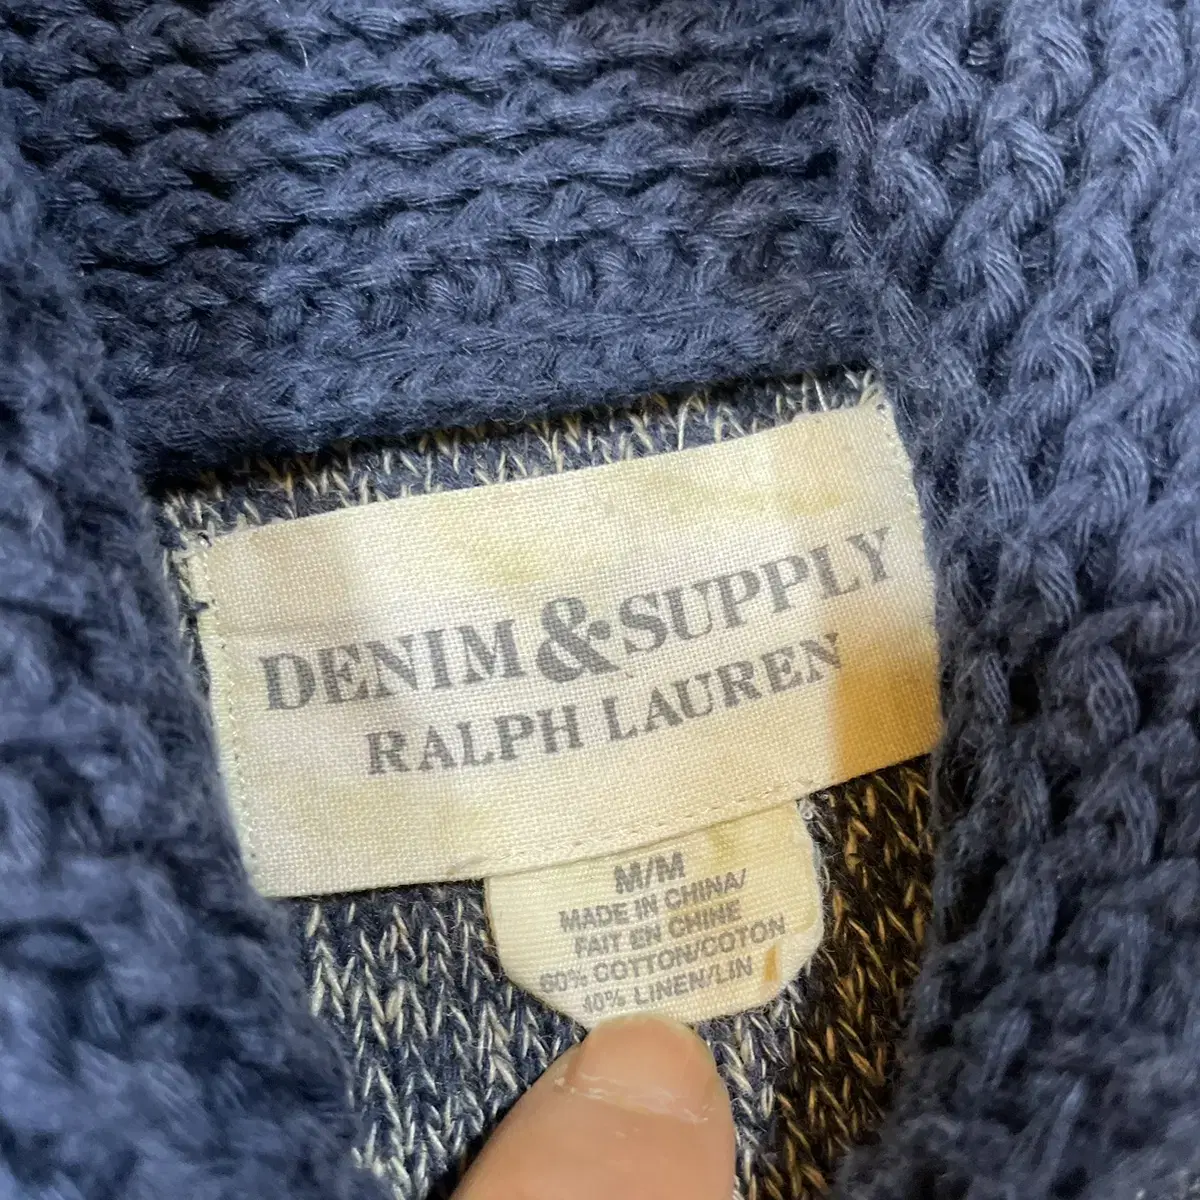 DENIM & SUPPLY
RALPH LAUREN
M/M
MADE IN CHINA/
FAIT EN CHINE
60% COTTON/COTON
40% LINEN/LIN